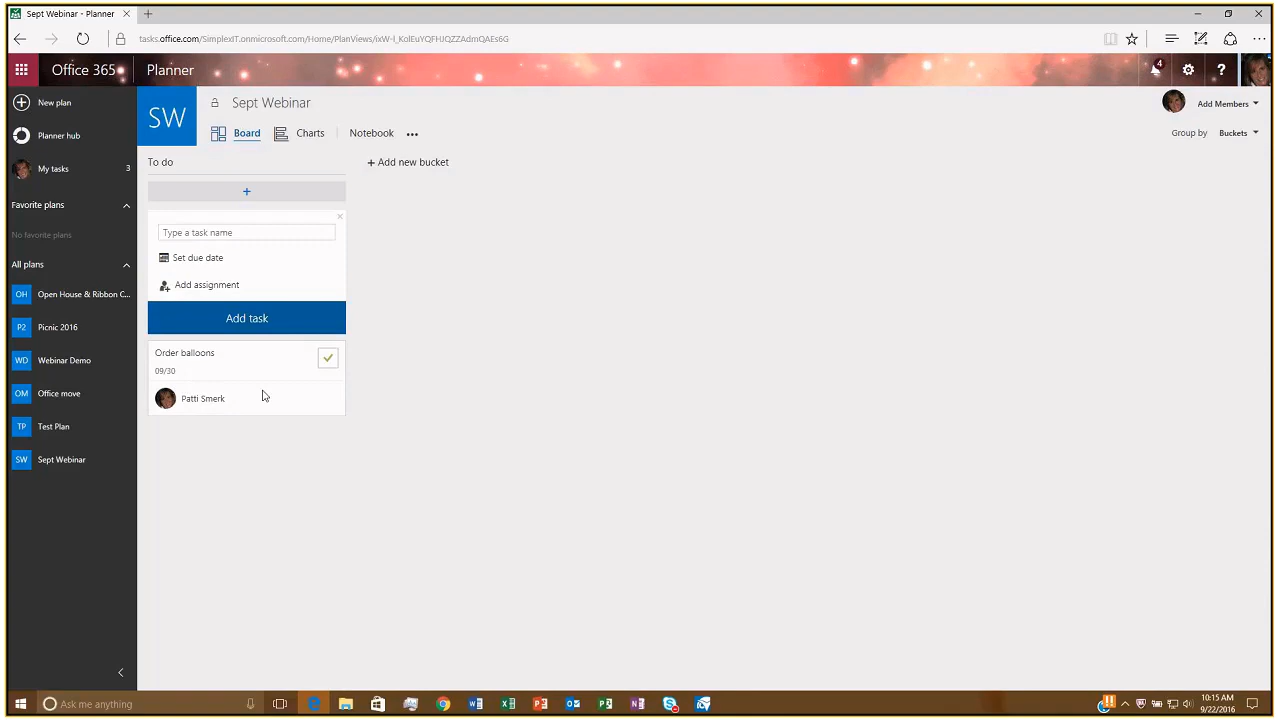 Sept Webinar - Planner
tasks.office.com/SimplexIT.onmicrosoft.com/Home/PlanViews/ixW-l_KolEuYQFHJQZZAdmQAEs6G
Office 365
Planner
4
?
New plan
Planner hub
My tasks
3
Favorite plans
No favorite plans
All plans
OH
Open House & Ribbon C...
P2
Picnic 2016
WD
Webinar Demo
OM
Office move
TP
Test Plan
SW
Sept Webinar
SW
Sept Webinar
Board
Charts
Notebook
Add Members
Group by
Buckets
To do
+ Add new bucket
+
Type a task name
Set due date
Add assignment
Add task
Order balloons
09/30
Patti Smerk
Ask me anything
10:15 AM
9/22/2016